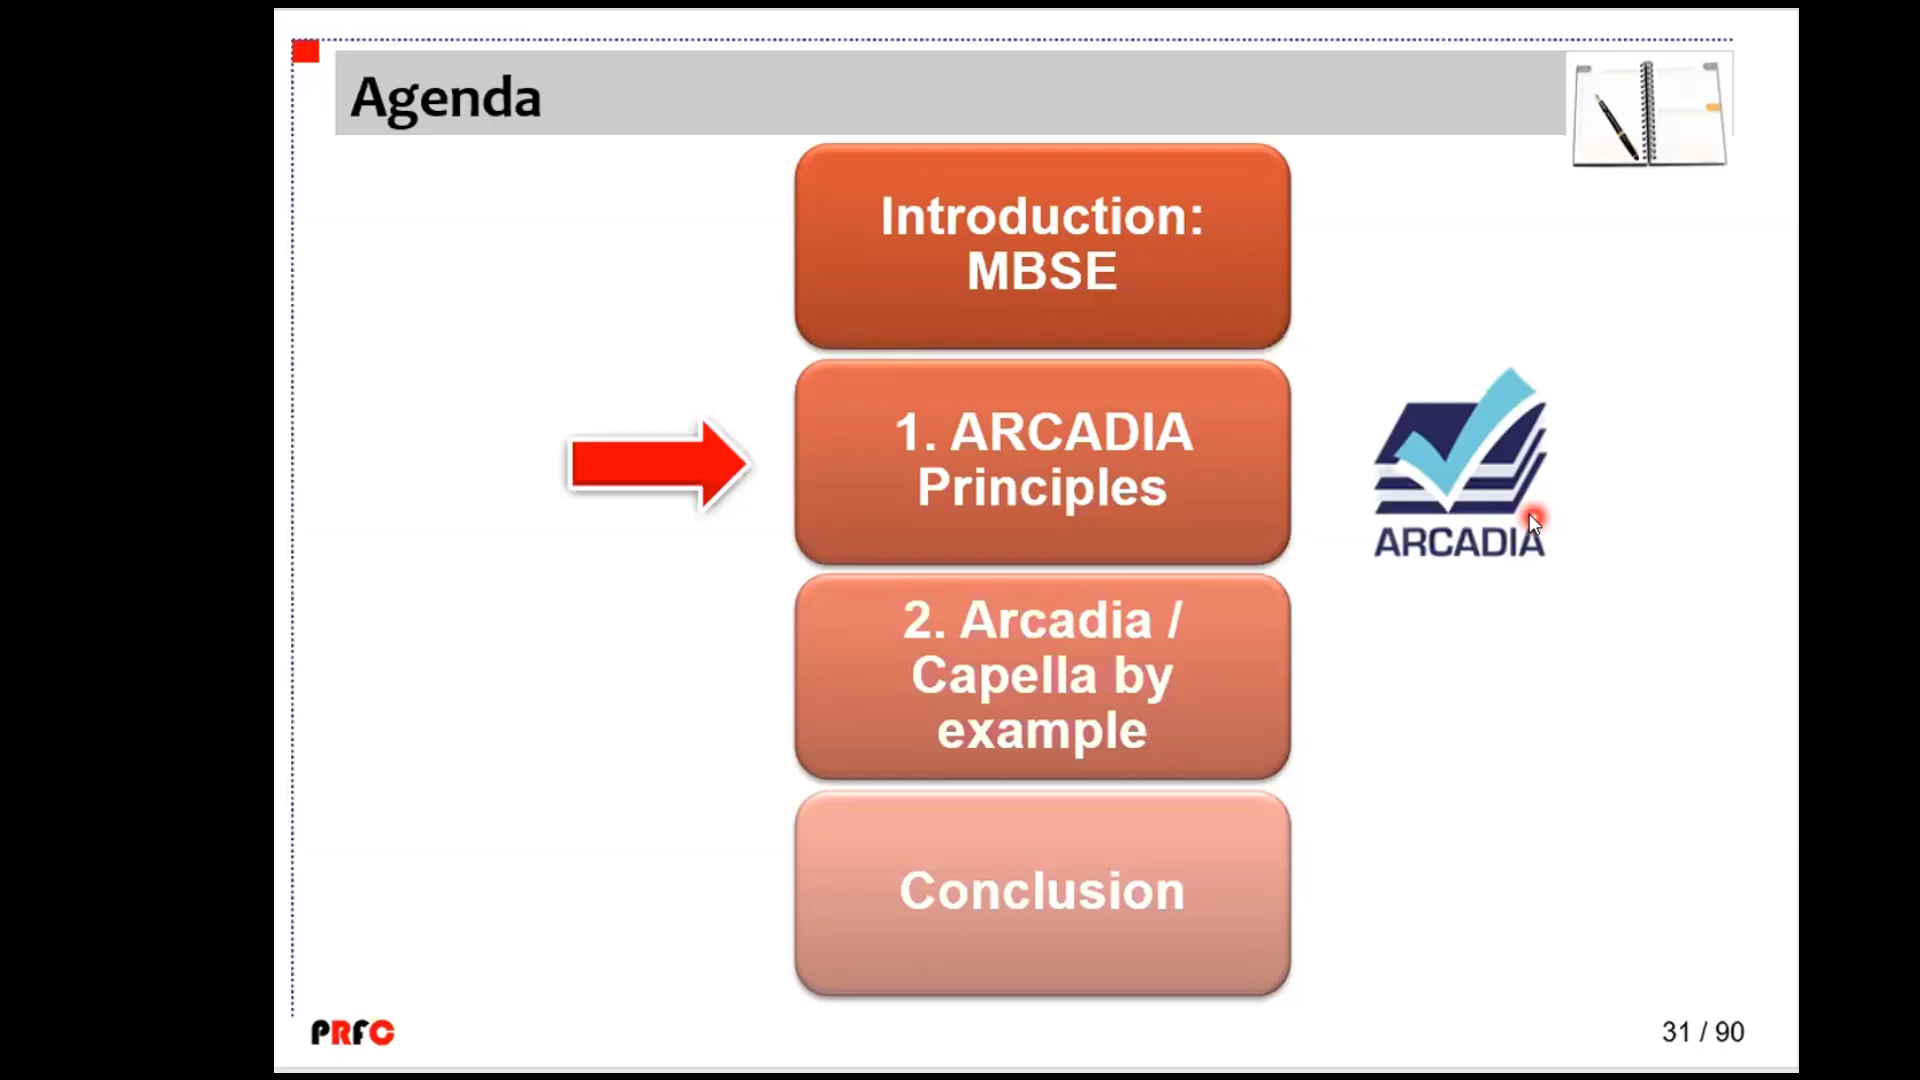 Agenda
Introduction:
MBSE
1. ARCADIA
Principles
ARCADIA
2. Arcadia /
Capella by
example
Conclusion
PRFC
31 / 90